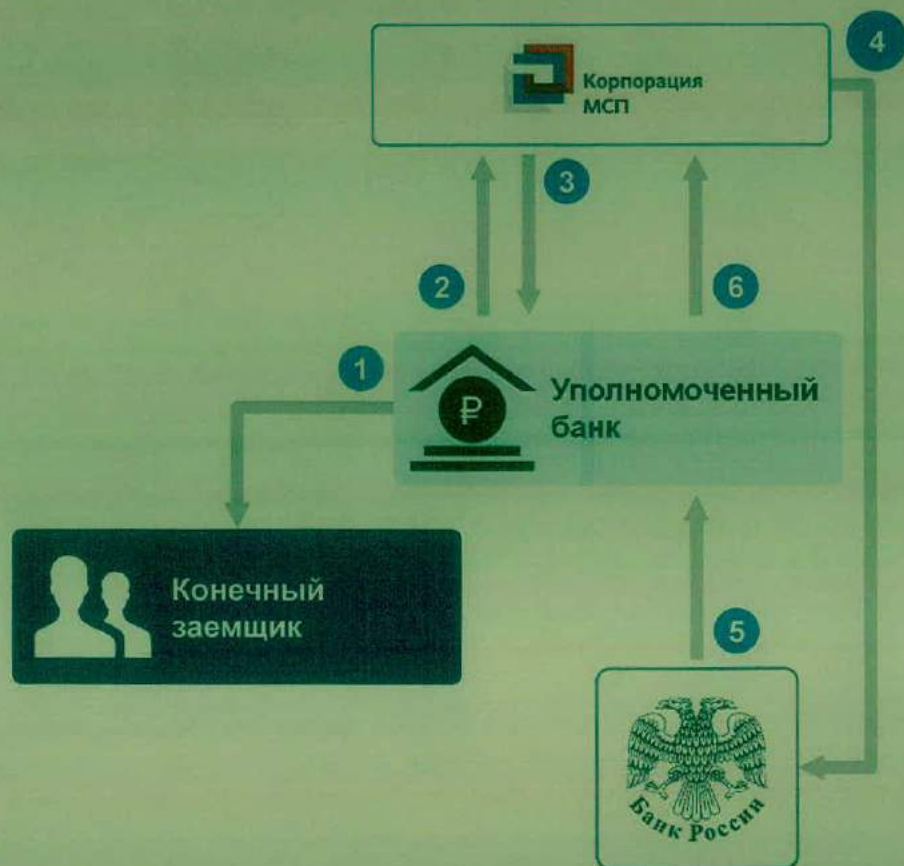 4
Корпорация
МСП
3
2
6
1
₽
Уполномоченный
банк
Конечный
заемщик
5
Банк России